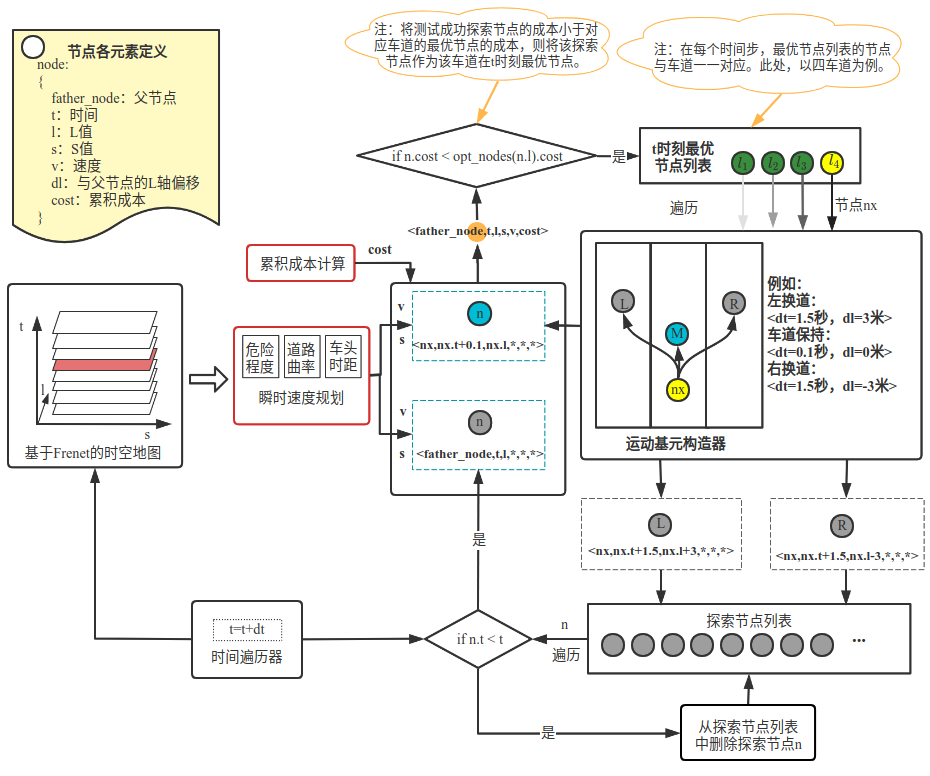 节点各元素定义
node:
{
father_node：父节点
t：时间
l：L值
s：S值
v：速度
dl：与父节点的L轴偏移
cost：累积成本
}
注：将测试成功探索节点的成本小于对
应车道的最优节点的成本，则将该探索
节点作为该车道在t时刻最优节点。
注：在每个时间步，最优节点列表的节点
与车道一一对应。此处，以四车道为例。
if n.cost < opt_nodes(n.l).cost
是
t时刻最优
节点列表
l1
l2
l3
l4
遍历
节点nx
<father_node,t,l,s,v,cost>
累积成本计算
cost
v
s
n
<nx,nx.t+0.1,nx.l,*,*,*>
v
s
n
<father_node,t,l,*,*,*>
L
R
M
nx
运动基元构造器
例如：
左换道：
<dt=1.5秒，dl=3米>
车道保持：
<dt=0.1秒，dl=0米>
右换道：
<dt=1.5秒，dl=-3米>
t
l
s
基于Frenet的时空地图
危险
程度
道路
曲率
车头
时距
瞬时速度规划
L
<nx,nx.t+1.5,nx.l+3,*,*,*>
R
<nx,nx.t+1.5,nx.l-3,*,*,*>
是
t=t+dt
时间遍历器
if n.t < t
n
遍历
探索节点列表
...
是
从探索节点列表
中删除探索节点n